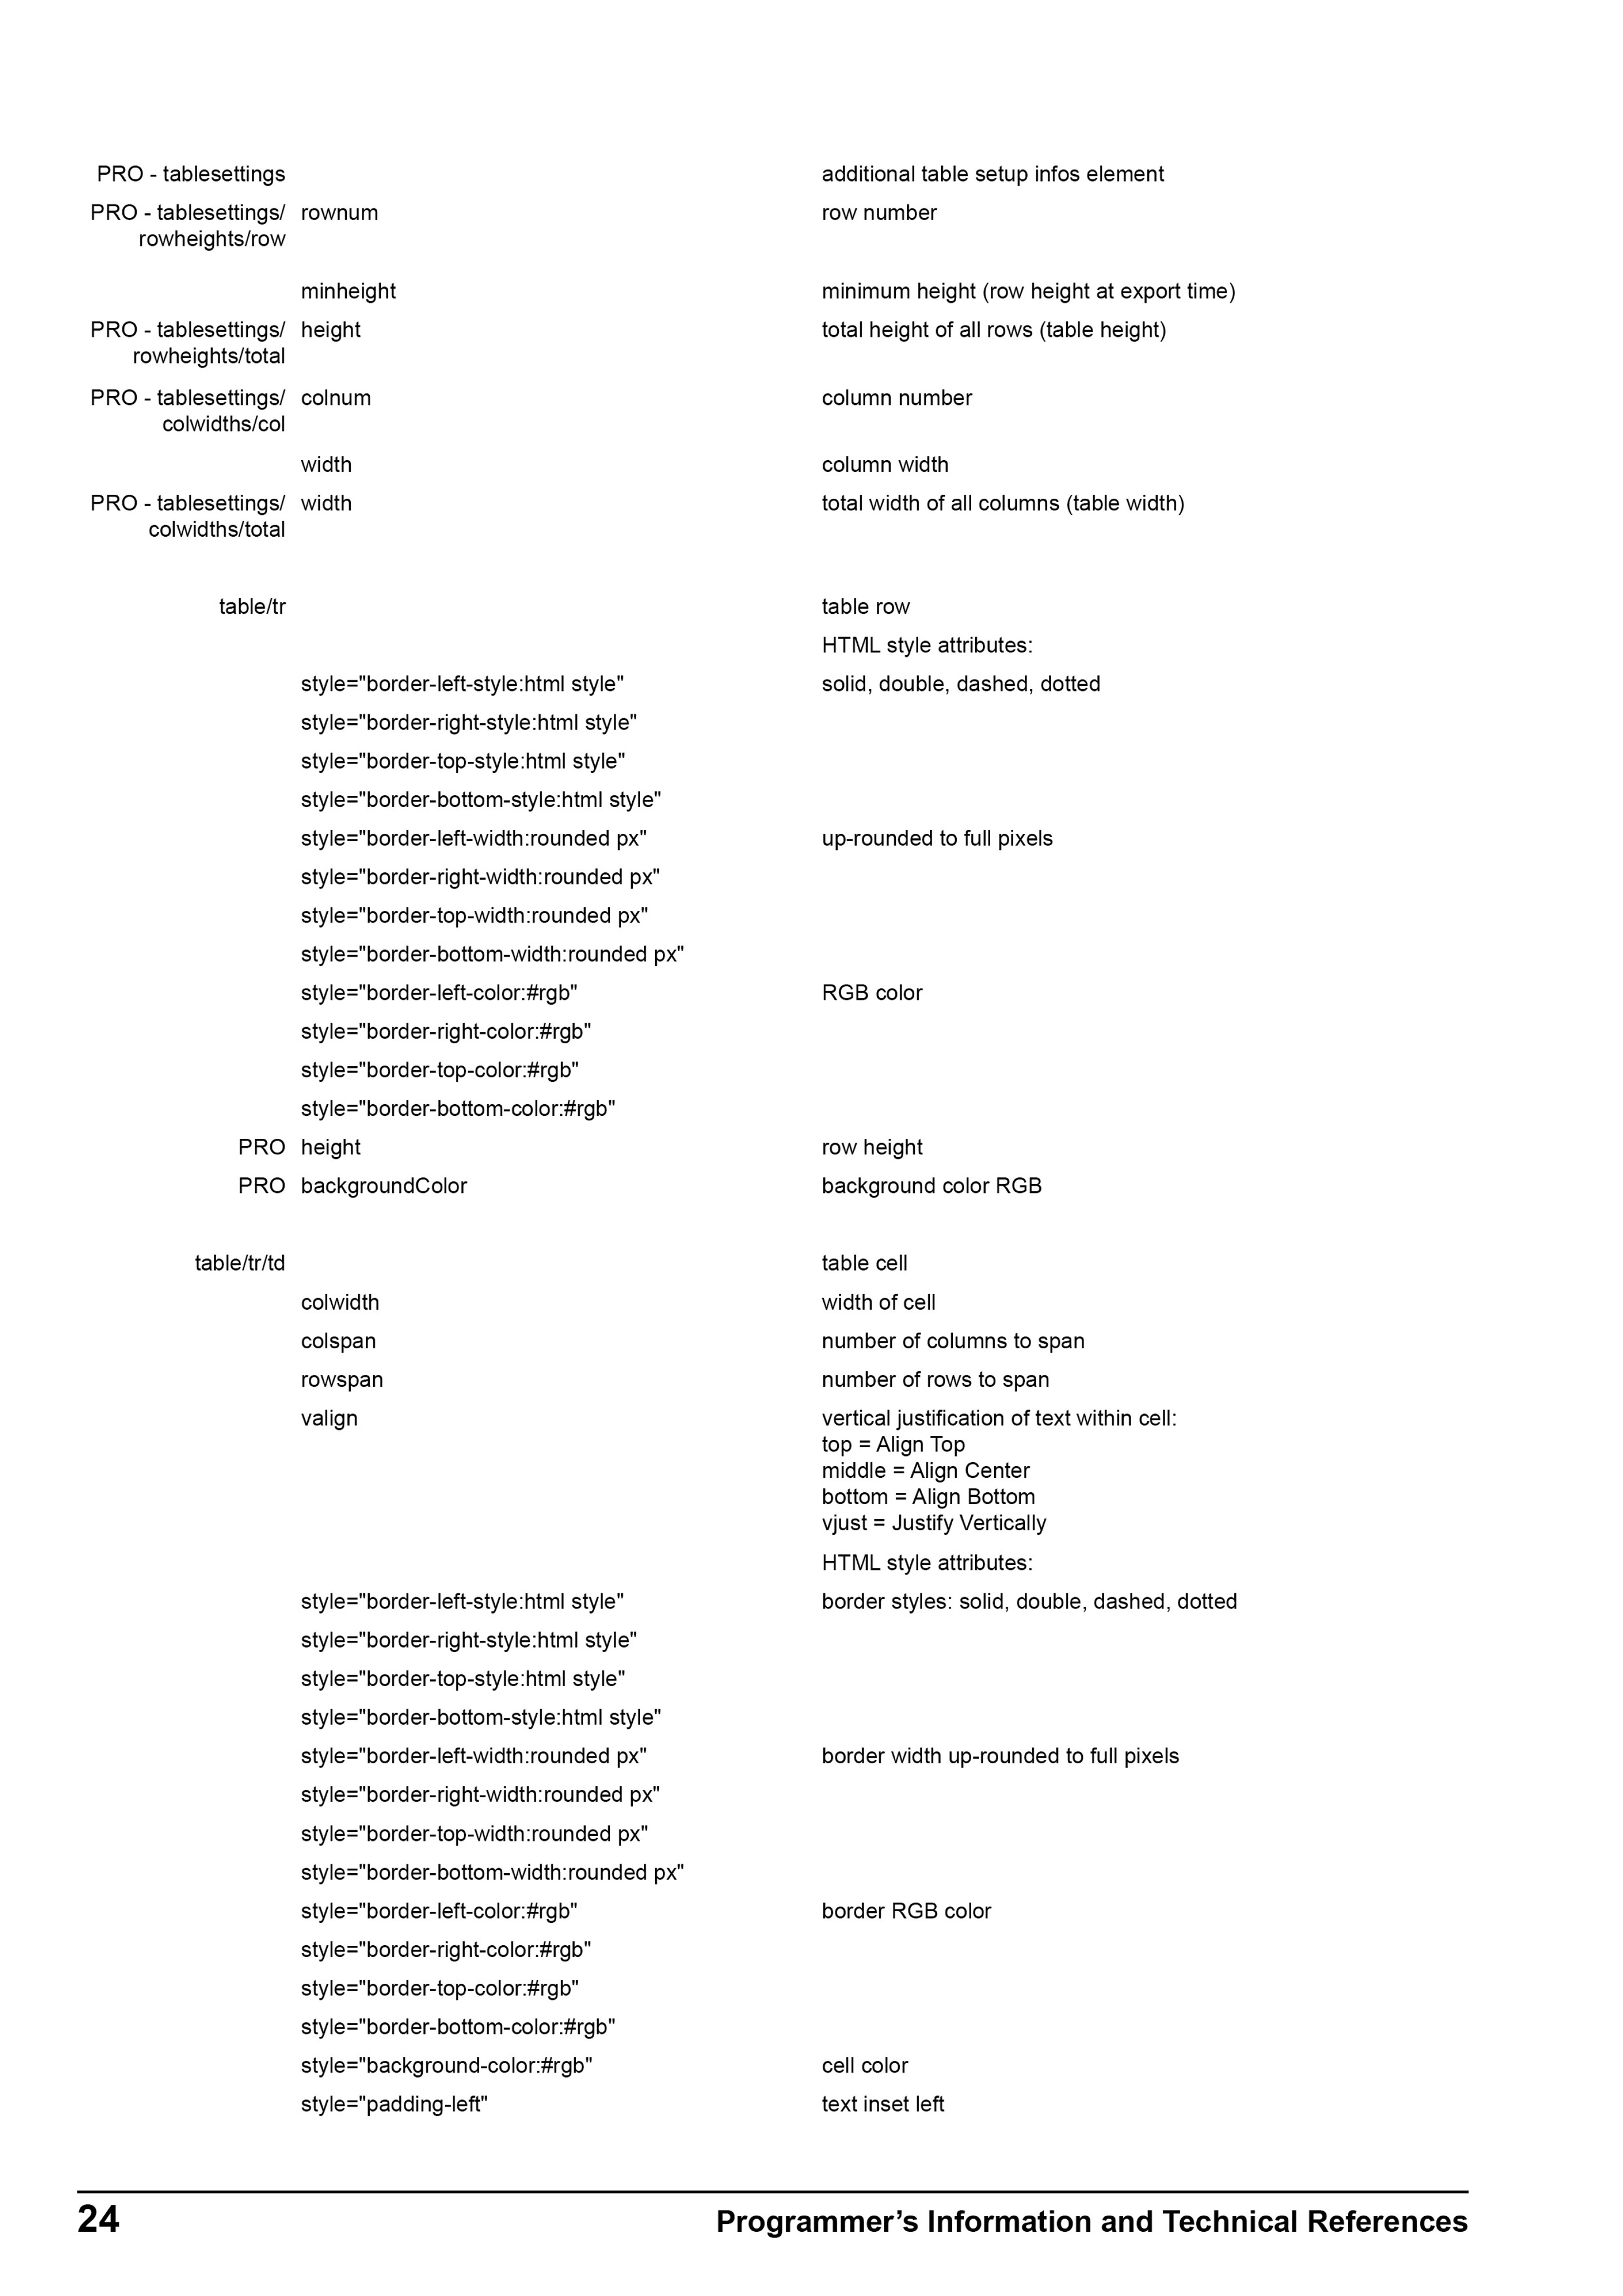 PRO - tablesettings additional table setup infos element
PRO - tablesettings/ rownum row number
rowheights/row
minheight minimum height (row height at export time)
PRO - tablesettings/ height total height of all rows (table height)
rowheights/total
PRO - tablesettings/ colnum column number
colwidths/col
width column width
PRO - tablesettings/ width total width of all columns (table width)
colwidths/total
table/tr table row
HTML style attributes:
style="border-left-style:html style" solid, double, dashed, dotted
style="border-right-style:html style"
style="border-top-style:html style"
style="border-bottom-style:html style"
style="border-left-width:rounded px" up-rounded to full pixels
style="border-right-width:rounded px"
style="border-top-width:rounded px"
style="border-bottom-width:rounded px"
style="border-left-color:#rgb" RGB color
style="border-right-color:#rgb"
style="border-top-color:#rgb"
style="border-bottom-color:#rgb"
PRO height row height
PRO backgroundColor background color RGB
table/tr/td table cell
colwidth width of cell
colspan number of columns to span
rowspan number of rows to span
valign vertical justification of text within cell:
top = Align Top
middle = Align Center
bottom = Align Bottom
vjust = Justify Vertically
HTML style attributes:
style="border-left-style:html style" border styles: solid, double, dashed, dotted
style="border-right-style:html style"
style="border-top-style:html style"
style="border-bottom-style:html style"
style="border-left-width:rounded px" border width up-rounded to full pixels
style="border-right-width:rounded px"
style="border-top-width:rounded px"
style="border-bottom-width:rounded px"
style="border-left-color:#rgb" border RGB color
style="border-right-color:#rgb"
style="border-top-color:#rgb"
style="border-bottom-color:#rgb"
style="background-color:#rgb" cell color
style="padding-left" text inset left
24 Programmer’s Information and Technical References